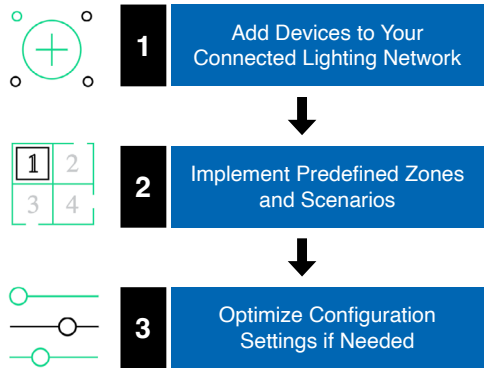 1
Add Devices to Your
Connected Lighting Network
1 2
3 4
2
Implement Predefined Zones
and Scenarios
3
Optimize Configuration
Settings if Needed